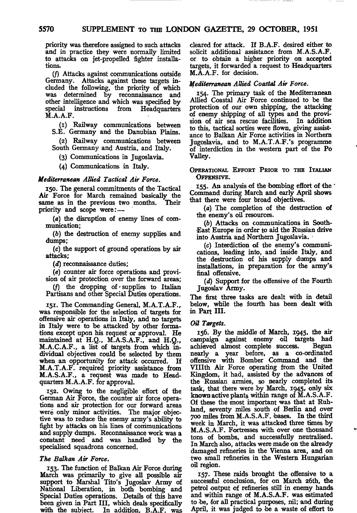 5570 SUPPLEMENT TO THE LONDON GAZETTE, 29 OCTOBER, 1951
priority was therefore assigned to such attacks
and in practice they were normally limited
to attacks on jet-propelled fighter installa-
tions.
(f) Attacks against communications outside
Germany. Attacks against these targets in-
cluded the following, the priority of which
was determined by reconnaissance and
other intelligence and which was specified by
special instructions from Headquarters
M.A.A.F.
(1) Railway communications between
S.E. Germany and the Danubian Plains.
(2) Railway communications between
South Germany and Austria, and Italy.
(3) Communications in Jugoslavia.
(4) Communications in Italy.
Mediterranean Allied Tactical Air Force.
150. The general commitments of the Tactical
Air Force for March remained basically the
same as in the previous two months. Their
priority and scope were:—
(a) the disruption of enemy lines of com-
munication;
(b) the destruction of enemy supplies and
dumps;
(c) the support of ground operations by air
attacks;
(d) reconnaissance duties;
(e) counter air force operations and provi-
sion of air protection over the forward areas;
(f) the dropping of supplies to Italian
Partisans and other Special Duties operations.
151. The Commanding General, M.A.T.A.F.,
was responsible for the selection of targets for
offensive air operations in Italy, and no targets
in Italy were to be attacked by other forma-
tions except upon his request or approval. He
maintained at H.Q., M.A.S.A.F., and H.Q.,
M.A.C.A.F., a list of targets from which in-
dividual objectives could be selected by them
when an opportunity for attack occurred. If
M.A.T.A.F. required priority assistance from
M.A.S.A.F., a request was made to Head-
quarters M.A.A.F. for approval.
152. Owing to the negligible effort of the
German Air Force, the counter air force opera-
tions and air protection for our forward areas
were only minor activities. The major objec-
tive was to reduce the enemy army's ability to
fight by attacks on his lines of communications
and supply dumps. Reconnaissance work was a
constant need and was handled by the
specialised squadrons concerned.
The Balkan Air Force.
153. The function of Balkan Air Force during
March was primarily to give all possible air
support to Marshal Tito's Jugoslav Army of
National Liberation, in both bombing and
Special Duties operations. Details of this have
been given in Part III, which deals specifically
with the subject. In addition, B.A.F. was
cleared for attack. If B.A.F. desired either to
solicit additional assistance from M.A.S.A.F.
or to obtain a higher priority on accepted
targets, it forwarded a request to Headquarters
M.A.A.F. for decision.
Mediterranean Allied Coastal Air Force.
154. The primary task of the Mediterranean
Allied Coastal Air Force continued to be the
protection of our own shipping, the attacking
of enemy shipping of all types and the provi-
sion of air sea rescue facilities. In addition
to this, tactical sorties were flown, giving assist-
ance to Balkan Air Force activities in Northern
Jugoslavia, and to M.A.T.A.F.'s programme
of interdiction in the western part of the Po
Valley.
OPERATIONAL EFFORT PRIOR TO THE ITALIAN
OFFENSIVE.
155. An analysis of the bombing effort of the
Command during March and early April shows
that there were four broad objectives.
(a) The completion of the destruction of
the enemy's oil resources.
(b) Attacks on communications in South-
East Europe in order to aid the Russian drive
into Austria and Northern Jugoslavia.
(c) Interdiction of the enemy's communi-
cations, leading into, and inside Italy, and
the destruction of his supply dumps and
installations, in preparation for the army's
final offensive.
(d) Support for the offensive of the Fourth
Jugoslav Army.
The first three tasks are dealt with in detail
below, while the fourth has been dealt with
in Part III.
Oil Targets.
156. By the middle of March, 1945, the air
campaign against enemy oil targets had
achieved almost complete success. Begun
nearly a year before, as a co-ordinated
offensive with Bomber Command and the
VIIIth Air Force operating from the United
Kingdom, it had, assisted by the advances of
the Russian armies, so nearly completed its
task, that there were by March, 1945, only six
known active plants within range of M.A.S.A.F.
Of these the most important was that at Ruh-
land, seventy miles south of Berlin and over
700 miles from M.A.S.A.F. bases. In the third
week in March, it was attacked three times by
M.A.S.A.F. Fortresses with over one thousand
tons of bombs, and successfully neutralised.
In March also, attacks were made on the already
damaged refineries in the Vienna area, and on
two small refineries in the Western Hungarian
oil region.
157. These raids brought the offensive to a
successful conclusion, for on March 26th, the
petrol output of refineries still in enemy hands
and within range of M.A.S.A.F. was estimated
to be, for all practical purposes, nil; and during
April, it was judged to be a waste of effort to